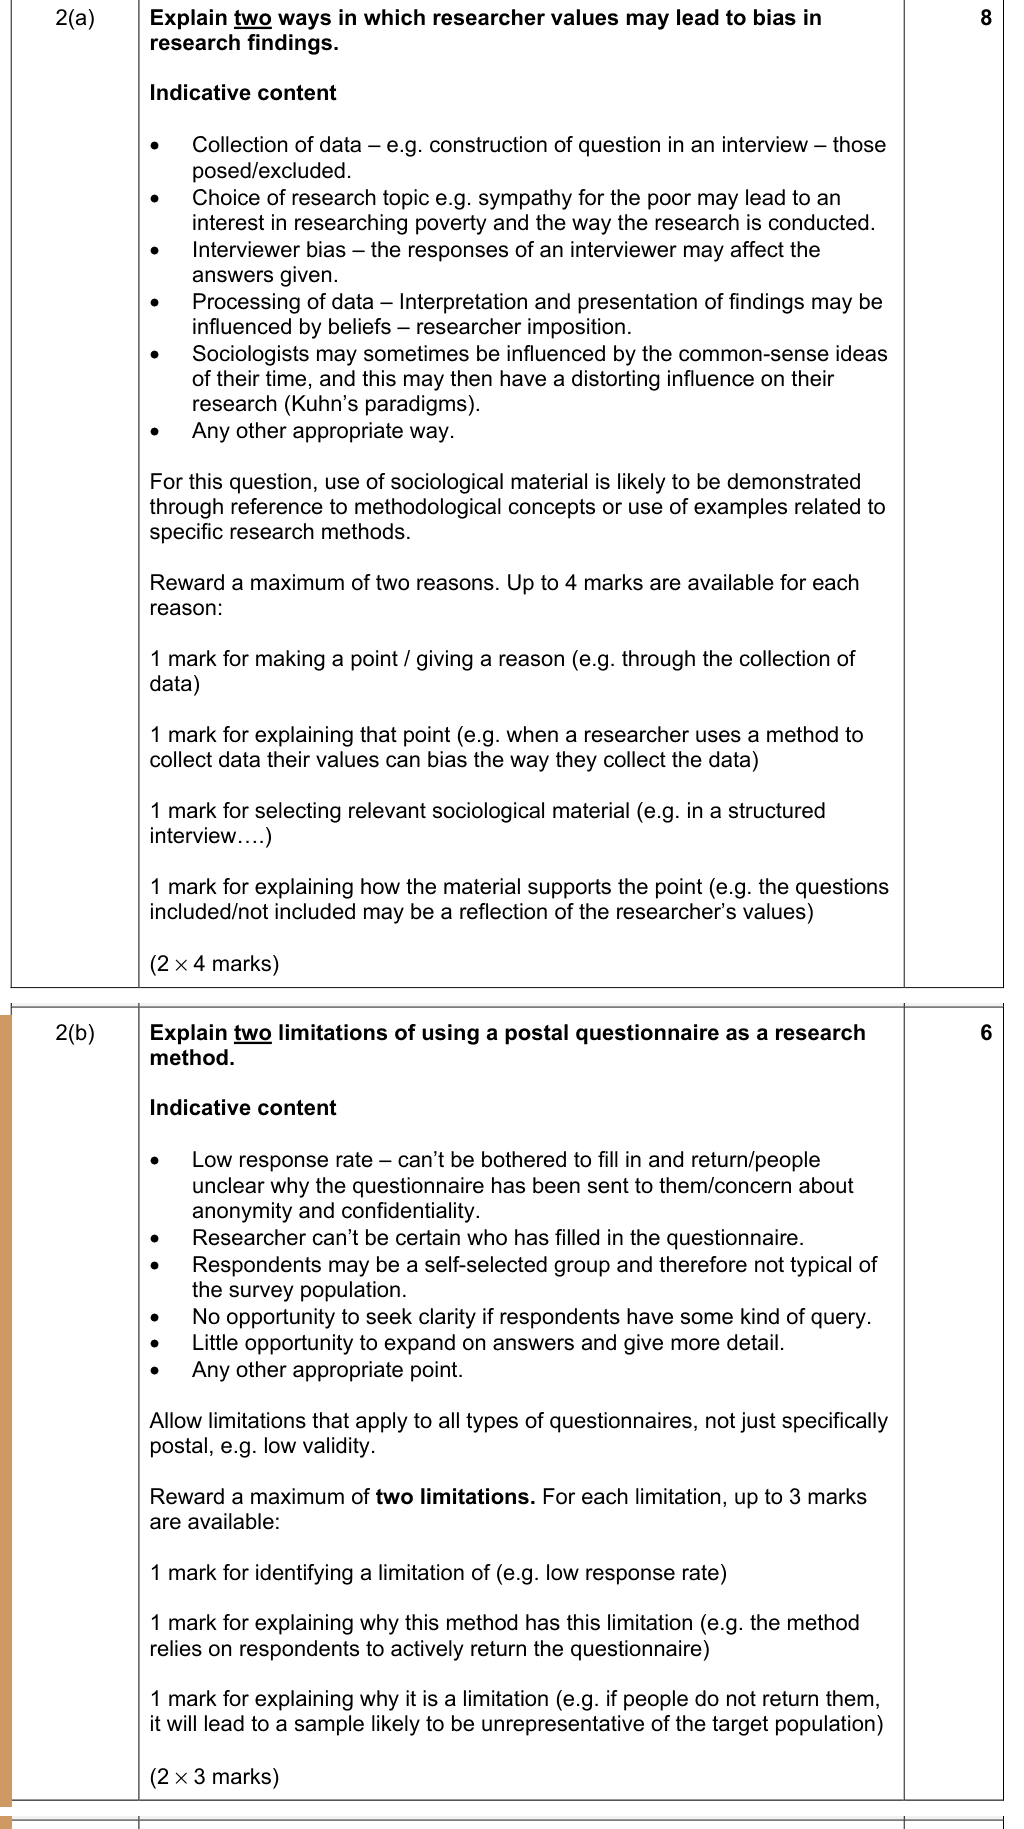 2(a)
Explain two ways in which researcher values may lead to bias in
research findings.
8
Indicative content
• Collection of data – e.g. construction of question in an interview – those
posed/excluded.
• Choice of research topic e.g. sympathy for the poor may lead to an
interest in researching poverty and the way the research is conducted.
• Interviewer bias – the responses of an interviewer may affect the
answers given.
• Processing of data – Interpretation and presentation of findings may be
influenced by beliefs – researcher imposition.
• Sociologists may sometimes be influenced by the common-sense ideas
of their time, and this may then have a distorting influence on their
research (Kuhn’s paradigms).
• Any other appropriate way.
For this question, use of sociological material is likely to be demonstrated
through reference to methodological concepts or use of examples related to
specific research methods.
Reward a maximum of two reasons. Up to 4 marks are available for each
reason:
1 mark for making a point / giving a reason (e.g. through the collection of
data)
1 mark for explaining that point (e.g. when a researcher uses a method to
collect data their values can bias the way they collect the data)
1 mark for selecting relevant sociological material (e.g. in a structured
interview….)
1 mark for explaining how the material supports the point (e.g. the questions
included/not included may be a reflection of the researcher’s values)
(2 × 4 marks)
2(b)
Explain two limitations of using a postal questionnaire as a research
method.
6
Indicative content
• Low response rate – can’t be bothered to fill in and return/people
unclear why the questionnaire has been sent to them/concern about
anonymity and confidentiality.
• Researcher can’t be certain who has filled in the questionnaire.
• Respondents may be a self-selected group and therefore not typical of
the survey population.
• No opportunity to seek clarity if respondents have some kind of query.
• Little opportunity to expand on answers and give more detail.
• Any other appropriate point.
Allow limitations that apply to all types of questionnaires, not just specifically
postal, e.g. low validity.
Reward a maximum of two limitations. For each limitation, up to 3 marks
are available:
1 mark for identifying a limitation of (e.g. low response rate)
1 mark for explaining why this method has this limitation (e.g. the method
relies on respondents to actively return the questionnaire)
1 mark for explaining why it is a limitation (e.g. if people do not return them,
it will lead to a sample likely to be unrepresentative of the target population)
(2 × 3 marks)